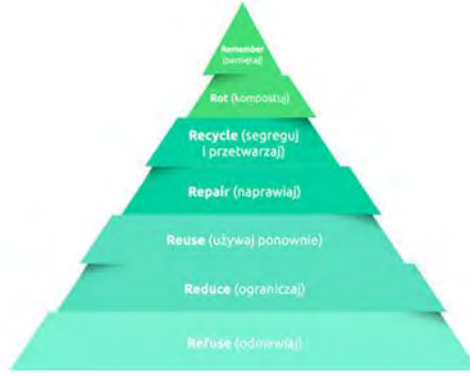 Remember
(pamiętaj)
Rot (kompostuj)
Recycle (segreguj
i przetwarzaj)
Repair (naprawiaj)
Reuse (używaj ponownie)
Reduce (ograniczaj)
Refuse (odmawiaj)